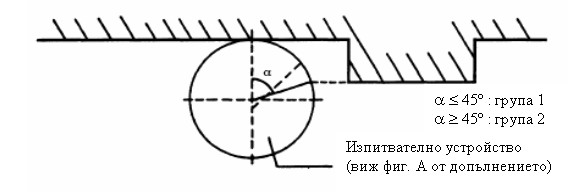 α
α ≤ 45° : група 1
α ≥ 45° : група 2
Изпитвателно устройство
(виж фиг. А от допълнението)